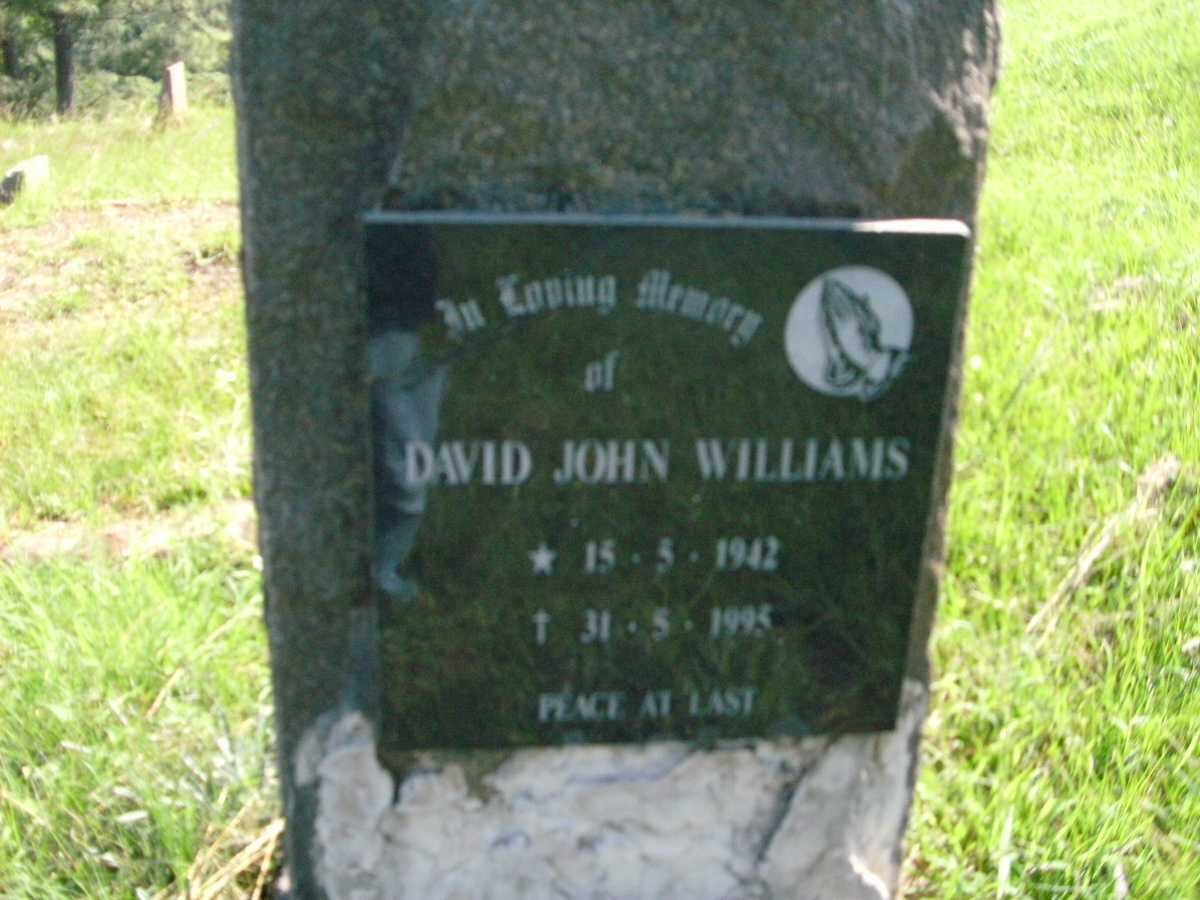 In Loving Memory
of
DAVID JOHN WILLIAMS
★ 15 · 5 · 1942
† 31 · 5 · 1995
PEACE AT LAST